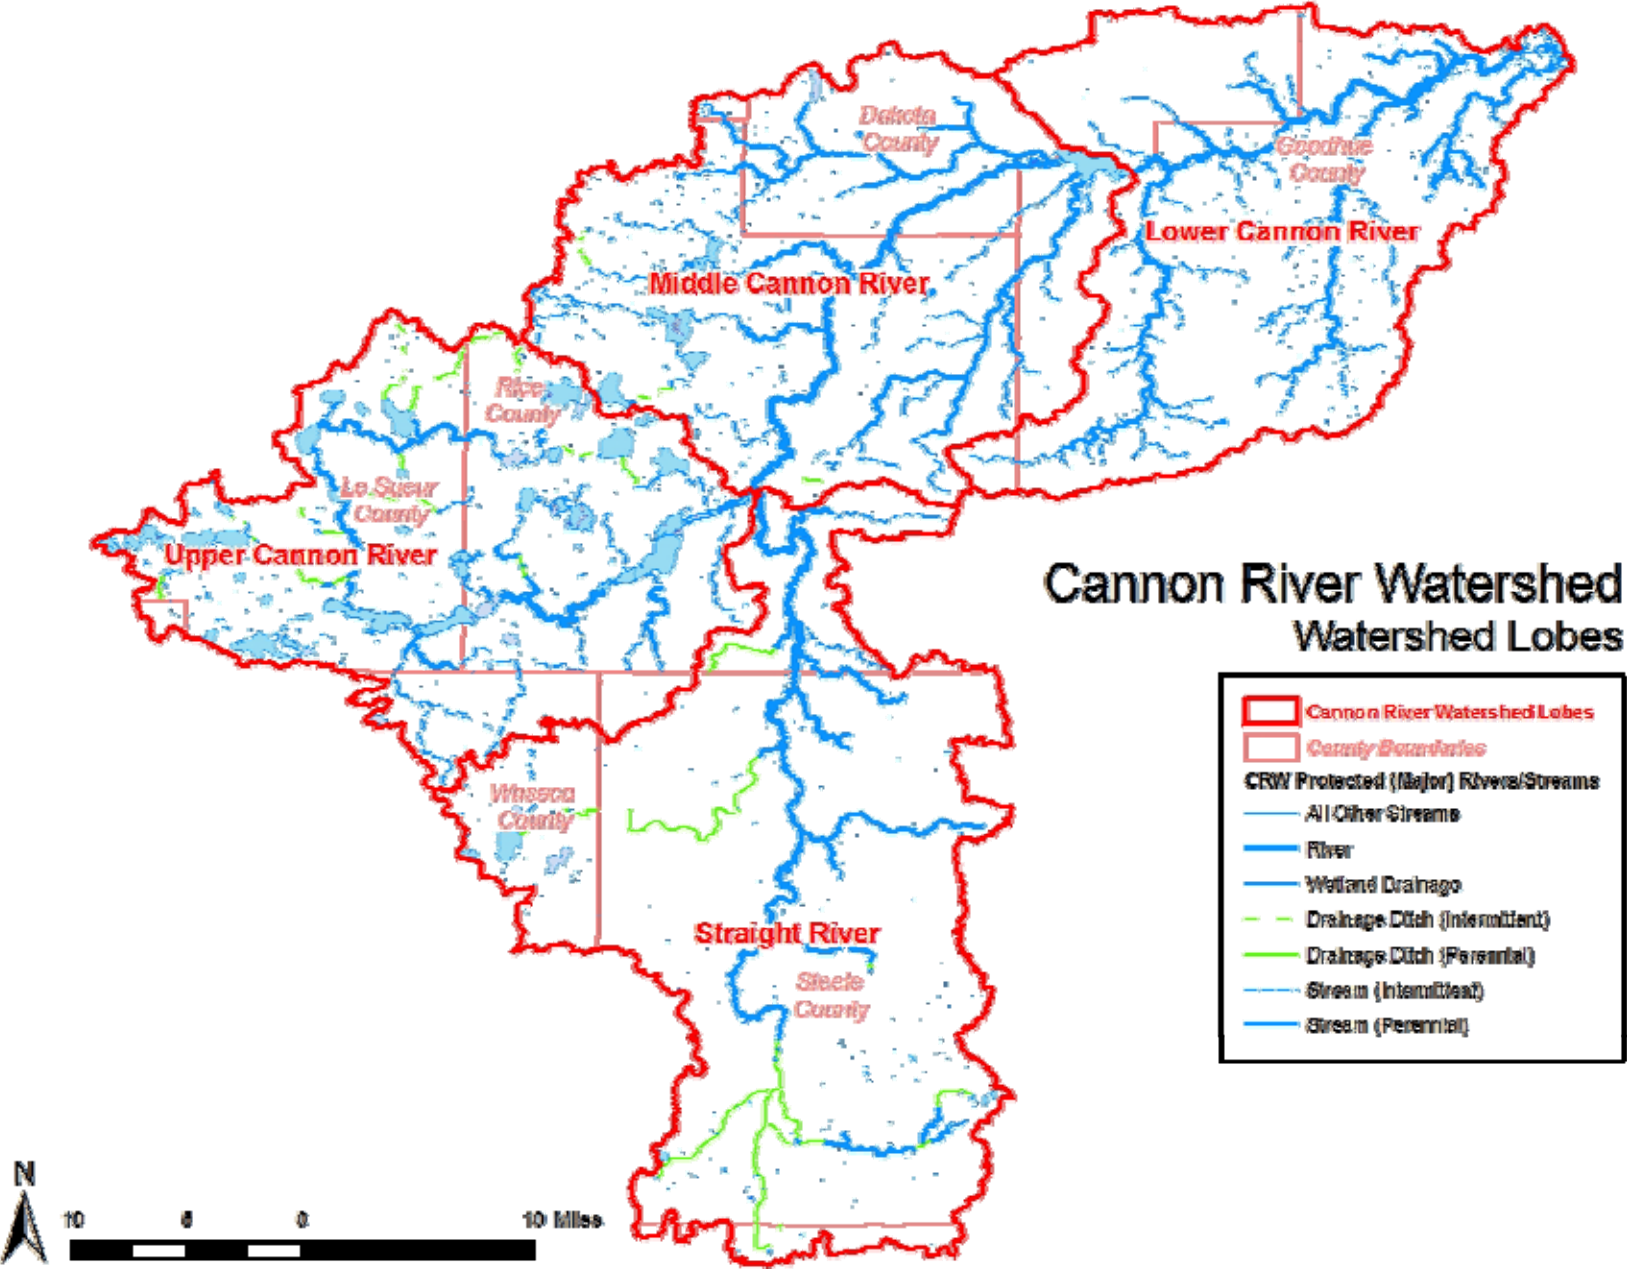 Dakota
County
Goodhue
County
Lower Cannon River
Middle Cannon River
Rice
County
Le Sueur
County
Upper Cannon River
Cannon River Watershed
Watershed Lobes
Cannon River Watershed Lobes
County Boundaries
CRW Protected (Major) Rivers/Streams
All Other Streams
River
Wetland Drainage
Drainage Ditch (Intermittent)
Drainage Ditch (Perennial)
Stream (Intermittent)
Stream (Perennial)
Waseca
County
Straight River
Steele
County
N
10 5 0 10 Miles